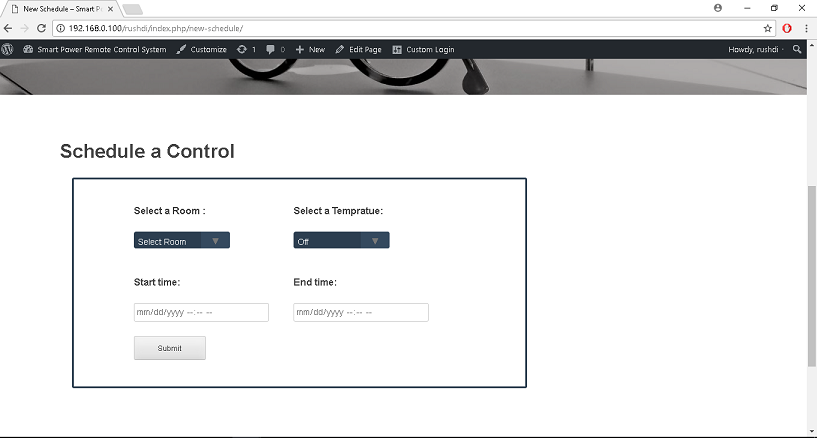 New Schedule – Smart P
192.168.0.100/rushdi/index.php/new-schedule/
Smart Power Remote Control System Customize 1 0 New Edit Page Custom Login Howdy, rushdi
Schedule a Control
Select a Room : Select a Tempratue:
Select Room Off
Start time: End time:
mm/dd/yyyy --:-- -- mm/dd/yyyy --:-- --
Submit